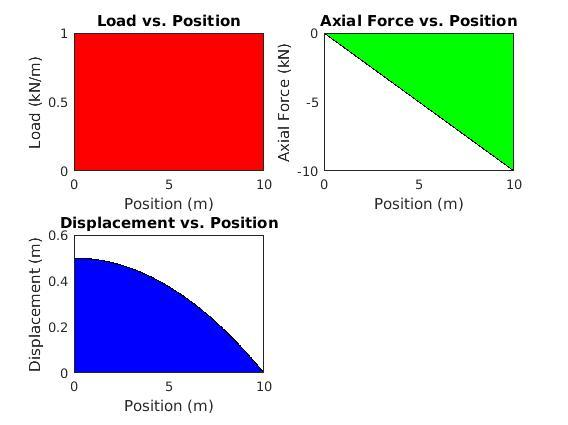 Load vs. Position
1
0.5
0
Load (kN/m)
0 5 10
Position (m)
Axial Force vs. Position
0
-5
-10
Axial Force (kN)
0 5 10
Position (m)
Displacement vs. Position
0.6
0.4
0.2
0
Displacement (m)
0 5 10
Position (m)